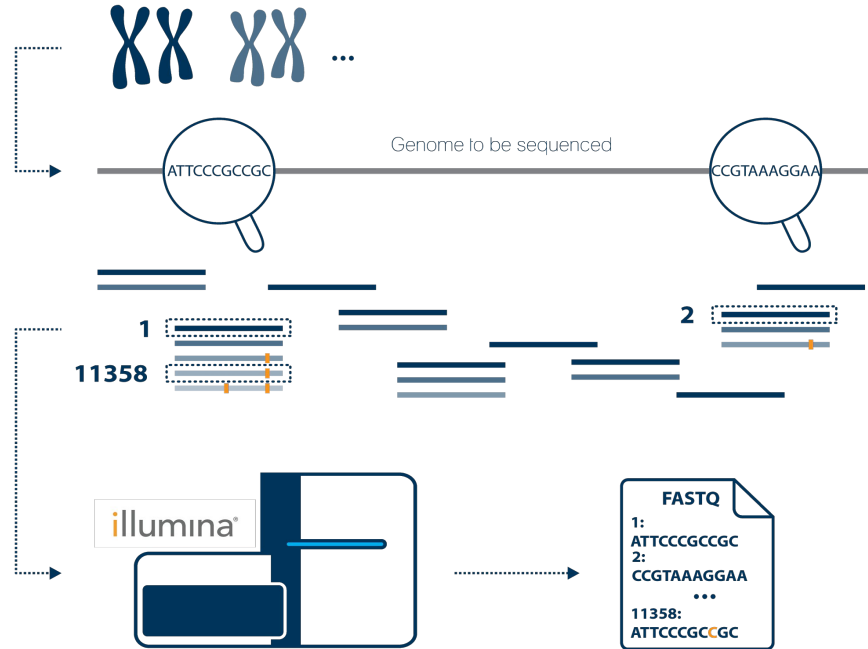 ...
Genome to be sequenced
ATTCCCGCCGC
CCGTAAAGGAA
1
2
11358
illumina®
FASTQ
1:
ATTCCCGCCGC
2:
CCGTAAAGGAA
...
11358:
ATTCCCGCCGC